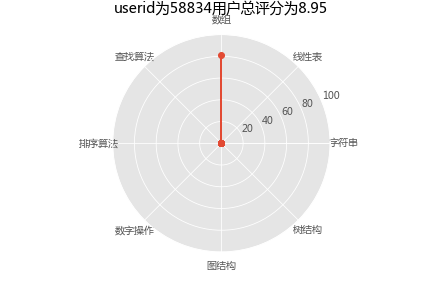 userid为58834用户总评分为8.95
数组
查找算法
线性表
100
80
60
40
20
排序算法
字符串
数字操作
树结构
图结构